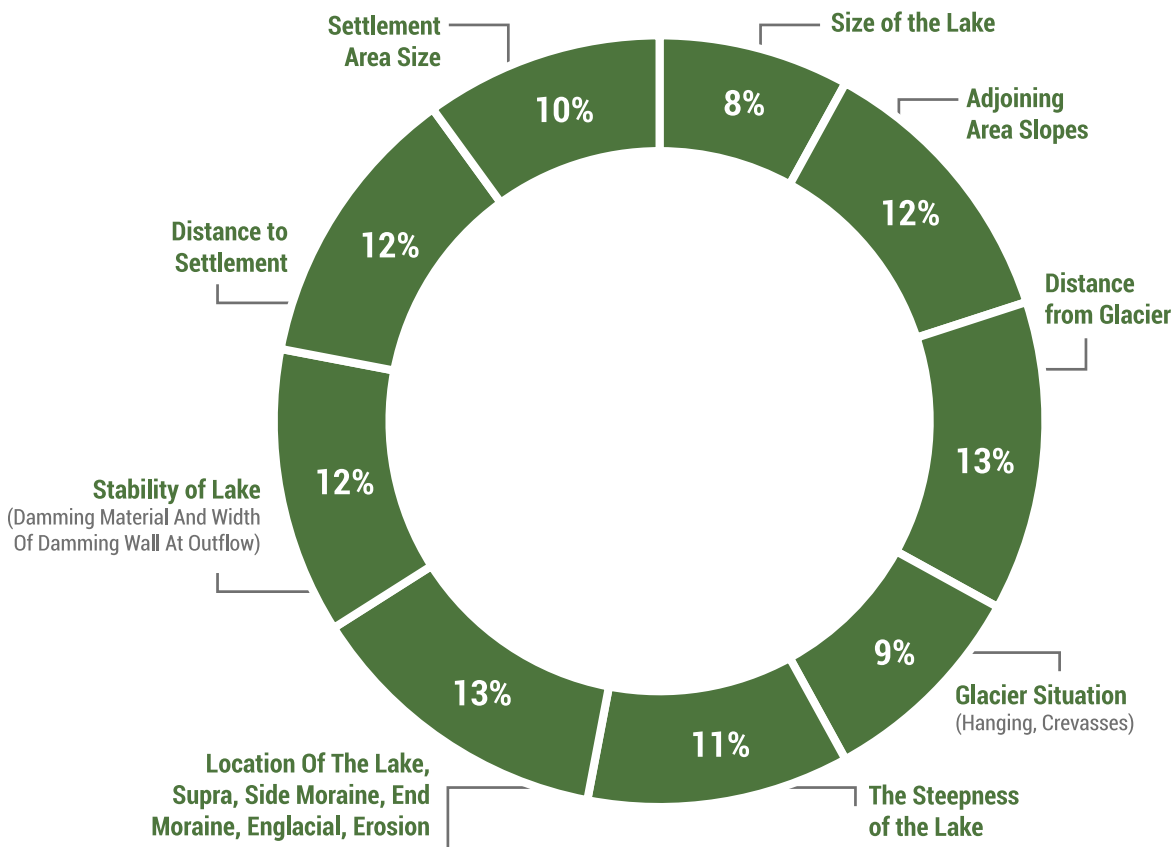 Settlement
Area Size
10%
Size of the Lake
8%
Adjoining
Area Slopes
12%
Distance
from Glacier
13%
Glacier Situation
(Hanging, Crevasses)
9%
The Steepness
of the Lake
11%
Location Of The Lake,
Supra, Side Moraine, End
Moraine, Englacial, Erosion
13%
Stability of Lake
(Damming Material And Width
Of Damming Wall At Outflow)
12%
Distance to
Settlement
12%